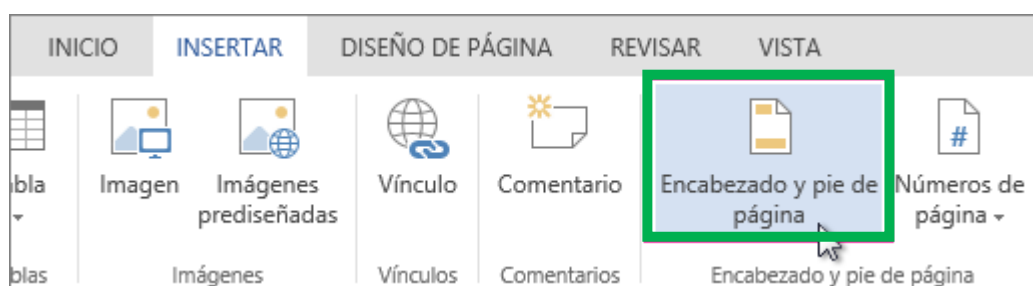 INICIO INSERTAR DISEÑO DE PÁGINA REVISAR VISTA
abla Imagen Imágenes prediseñadas Vínculo Comentario Encabezado y pie de página # Números de página
blas Imágenes Vínculos Comentarios Encabezado y pie de página